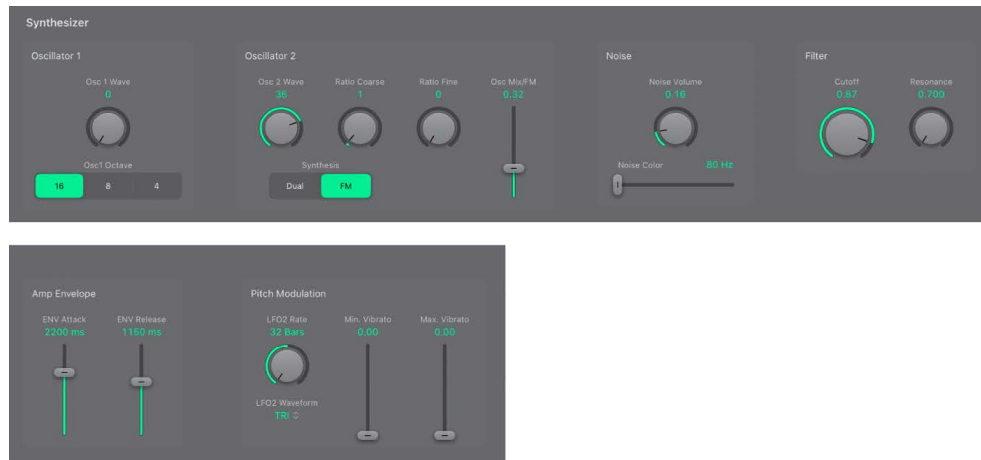 Synthesizer
Oscillator 1
Osc 1 Wave
0
Osc1 Octave
16 8 4
Oscillator 2
Osc 2 Wave Ratio Coarse Ratio Fine Osc Mix/FM
36 1 0 0.32
Synthesis
Dual FM
Noise
Noise Volume
0.16
Noise Color 80 Hz
Filter
Cutoff Resonance
0.87 0.700
Amp Envelope
ENV Attack ENV Release
2200 ms 1150 ms
Pitch Modulation
LFO2 Rate Min. Vibrato Max. Vibrato
32 Bars 0.00 0.00
LFO2 Waveform
TRI